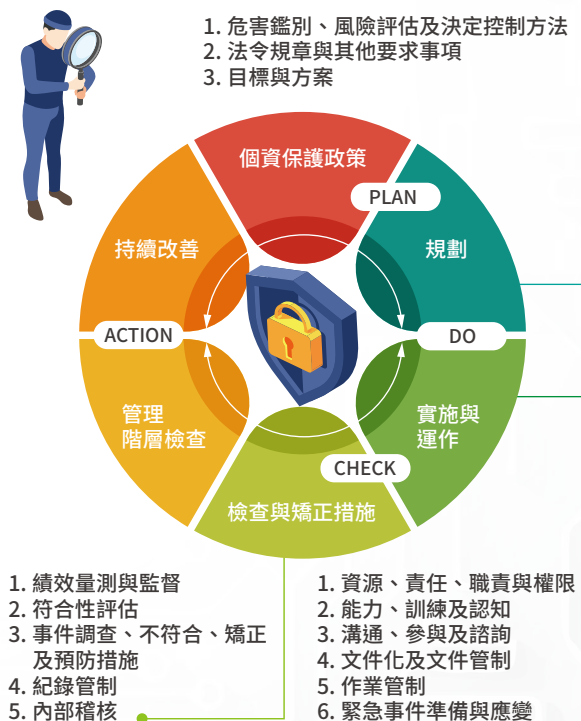 1. 危害鑑別、風險評估及決定控制方法
2. 法令規章與其他要求事項
3. 目標與方案
個資保護政策
PLAN
持續改善
規劃
ACTION
DO
管理
階層檢查
實施與
運作
CHECK
檢查與矯正措施
1. 績效量測與監督
2. 符合性評估
3. 事件調查、不符合、矯正
及預防措施
4. 紀錄管制
5. 內部稽核
1. 資源、責任、職責與權限
2. 能力、訓練及認知
3. 溝通、參與及諮詢
4. 文件化及文件管制
5. 作業管制
6. 緊急事件準備與應變